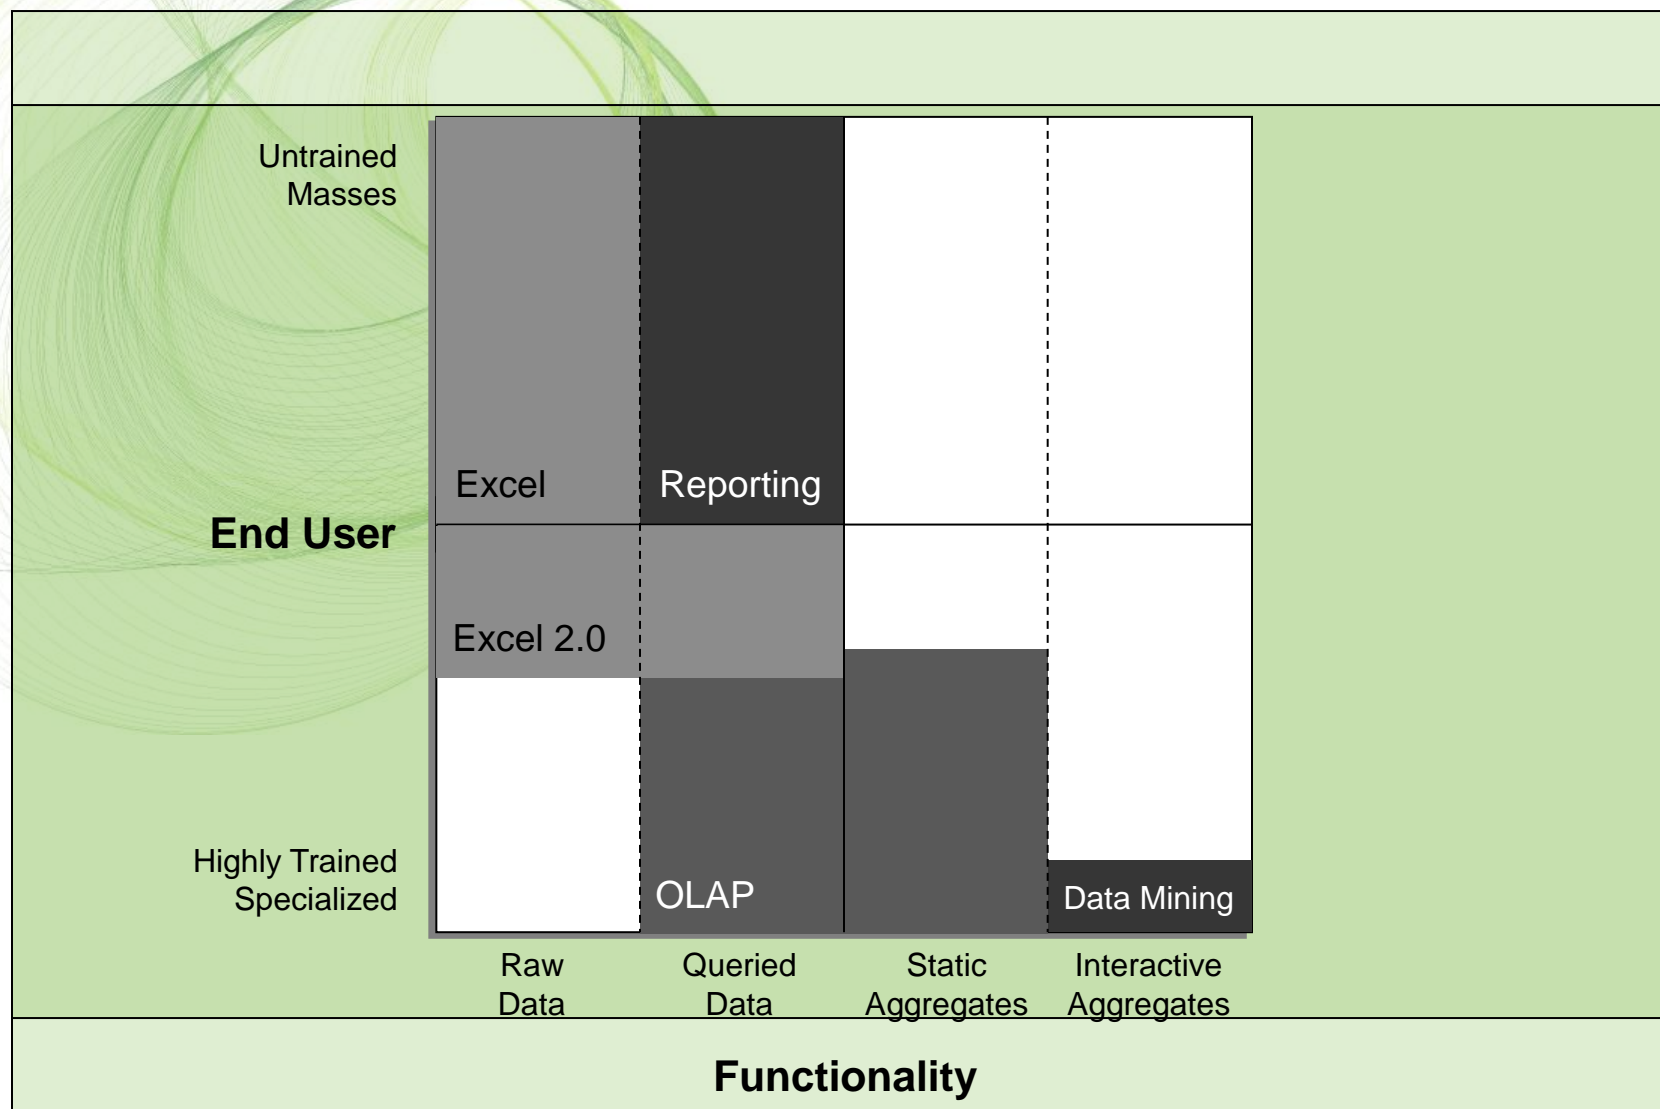 Untrained
Masses
Excel
Reporting
End User
Excel 2.0
Highly Trained
Specialized
OLAP
Data Mining
Raw
Data
Queried
Data
Static
Aggregates
Interactive
Aggregates
Functionality